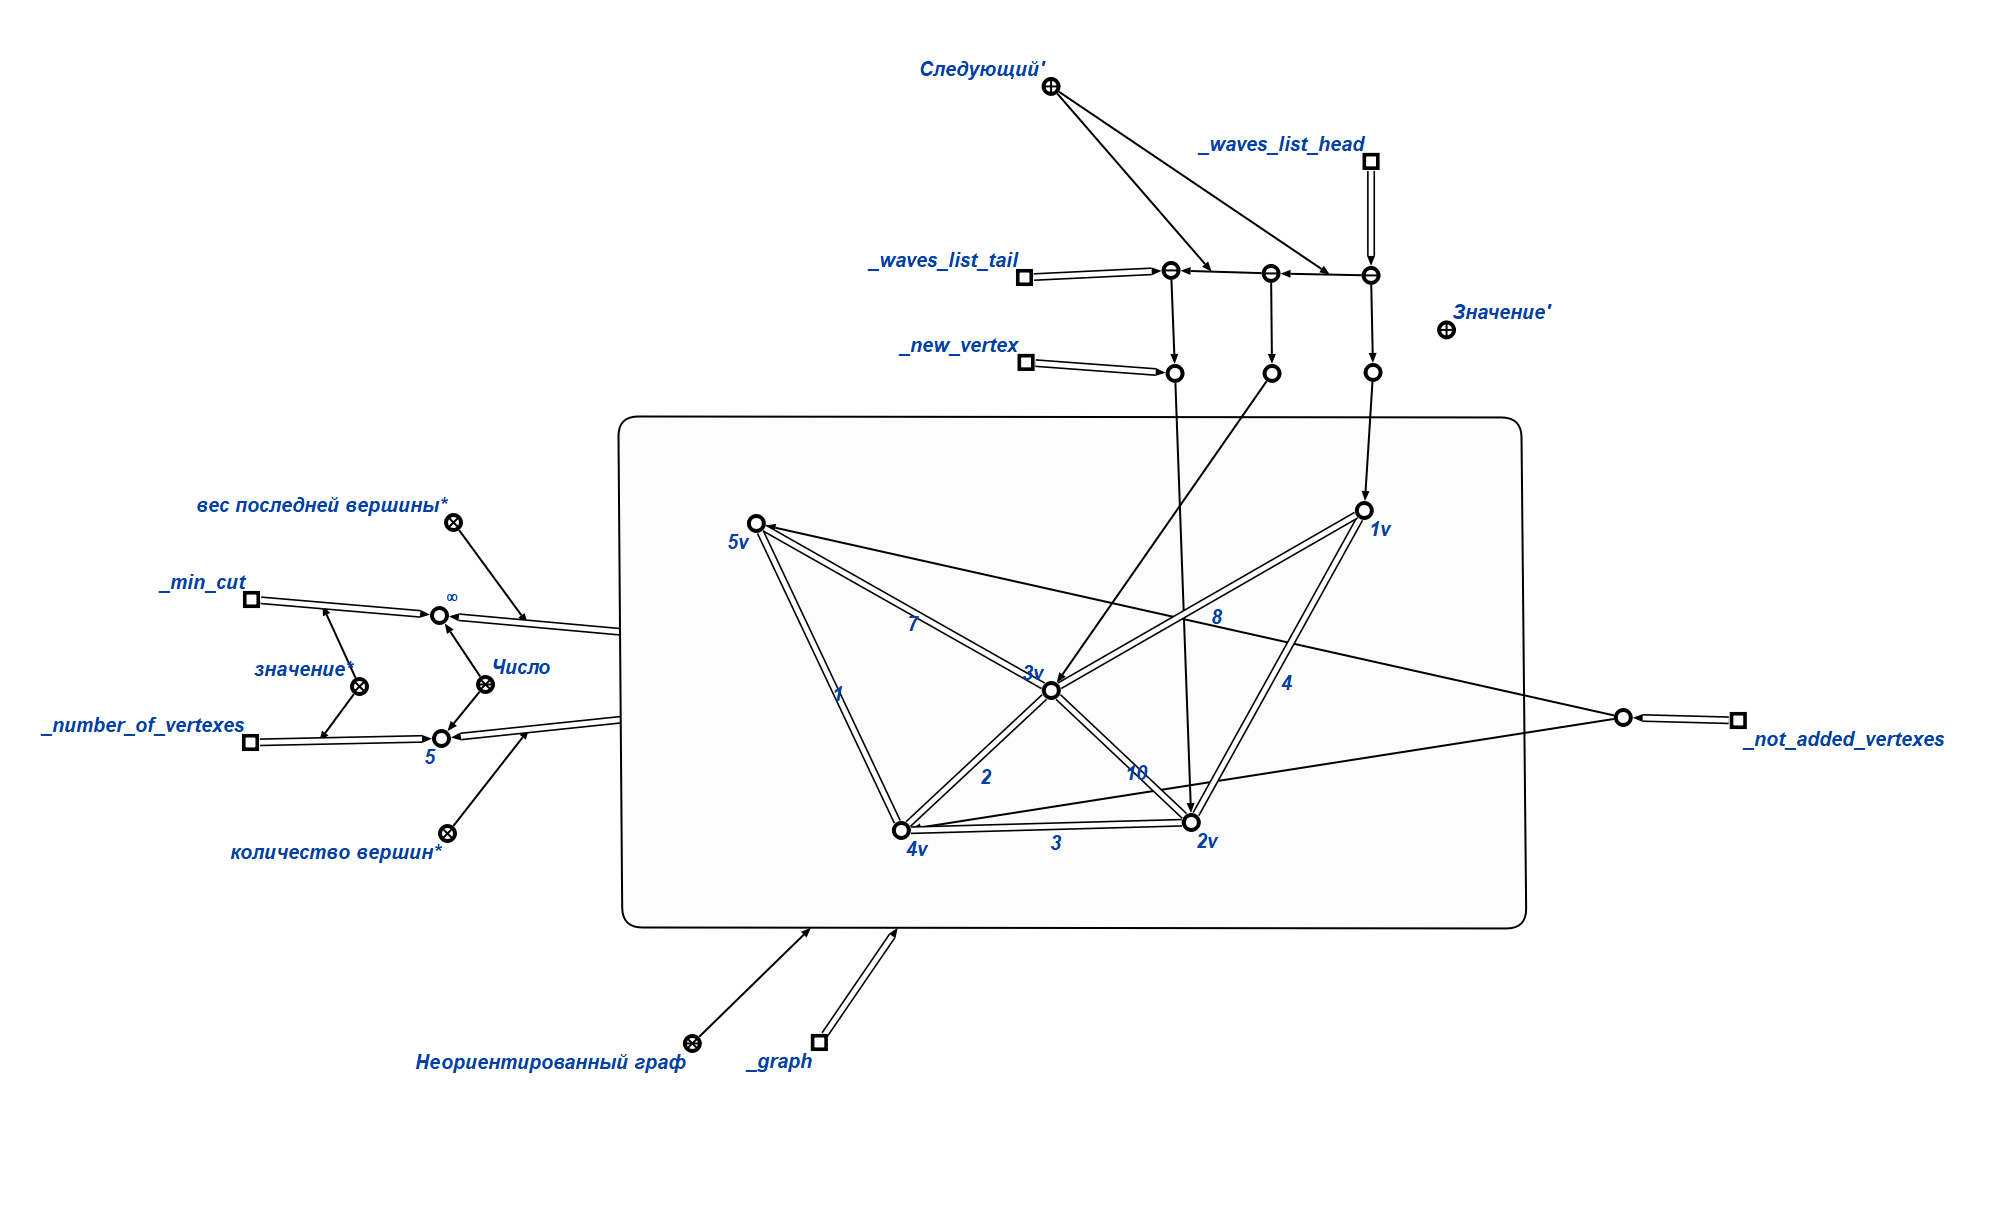 Следующий'
_waves_list_head
_waves_list_tail
Значение'
_new_vertex
вес последней вершины*
5v
1v
_min_cut
∞
7
8
значение*
Число
3v
1
4
_number_of_vertexes
5
_not_added_vertexes
2
10
количество вершин*
4v
3
2v
Неориентированный граф
_graph